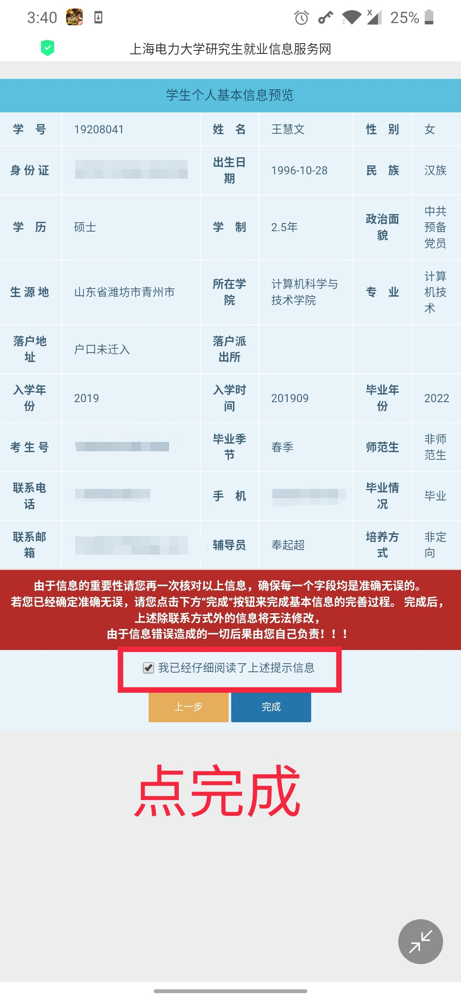 3:40
25%
上海电力大学研究生就业信息服务网
学生个人基本信息预览
学 号 19208041 姓 名 王慧文 性 别 女
身 份 证 出生日期 1996-10-28 民 族 汉族
学 历 硕士 学 制 2.5年 政治面貌 中共预备党员
生 源 地 山东省潍坊市青州市 所在学院 计算机科学与技术学院 专 业 计算机技术
落户地址 户口未迁入 落户派出所
入学年份 2019 入学时间 201909 毕业年份 2022
考 生 号 毕业季节 春季 师范生 非师范生
联系电话 手 机 毕业情况 毕业
联系邮箱 辅导员 奉起超 培养方式 非定向
由于信息的重要性请您再一次核对以上信息，确保每一个字段均是准确无误的。
若您已经确定准确无误，请您点击下方“完成”按钮来完成基本信息的完善过程。 完成后，
上述除联系方式外的信息将无法修改，
由于信息错误造成的一切后果由您自己负责！！！
我已经仔细阅读了上述提示信息
上一步 完成
点完成